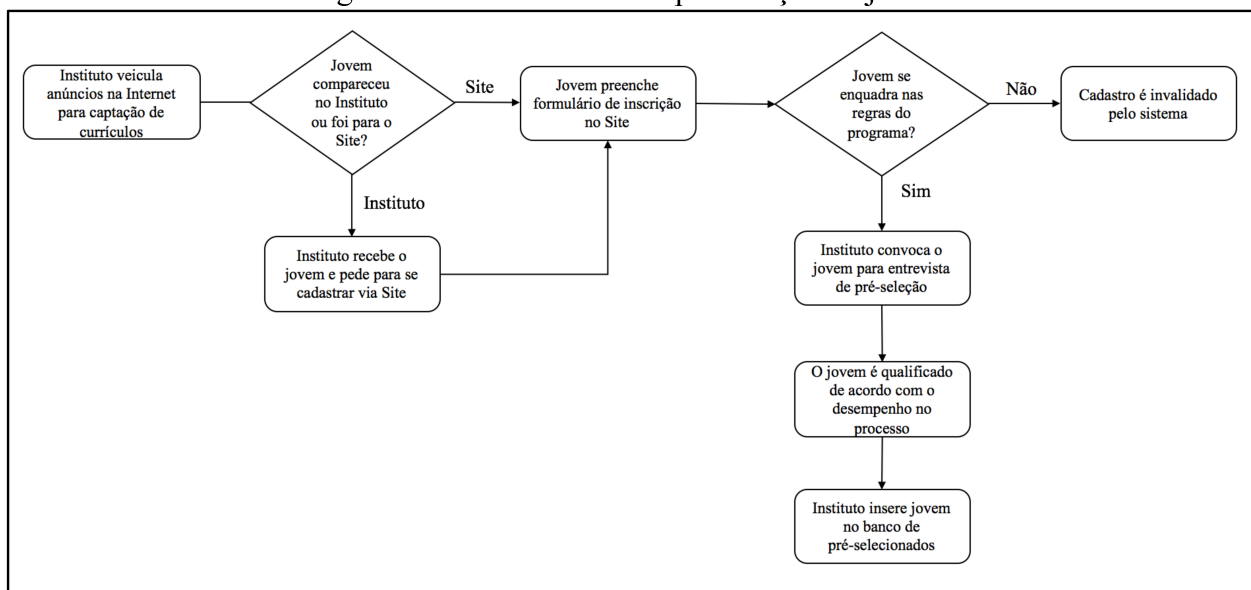 Instituto veicula
anúncios na Internet
para captação de
currículos
Jovem
compareceu
no Instituto
ou foi para o
Site?
Site
Instituto
Instituto recebe o
jovem e pede para se
cadastrar via Site
Jovem preenche
formulário de inscrição
no Site
Jovem se
enquadra nas
regras do
programa?
Não
Cadastro é invalidado
pelo sistema
Sim
Instituto convoca o
jovem para entrevista
de pré-seleção
O jovem é qualificado
de acordo com o
desempenho no
processo
Instituto insere jovem
no banco de
pré-selecionados